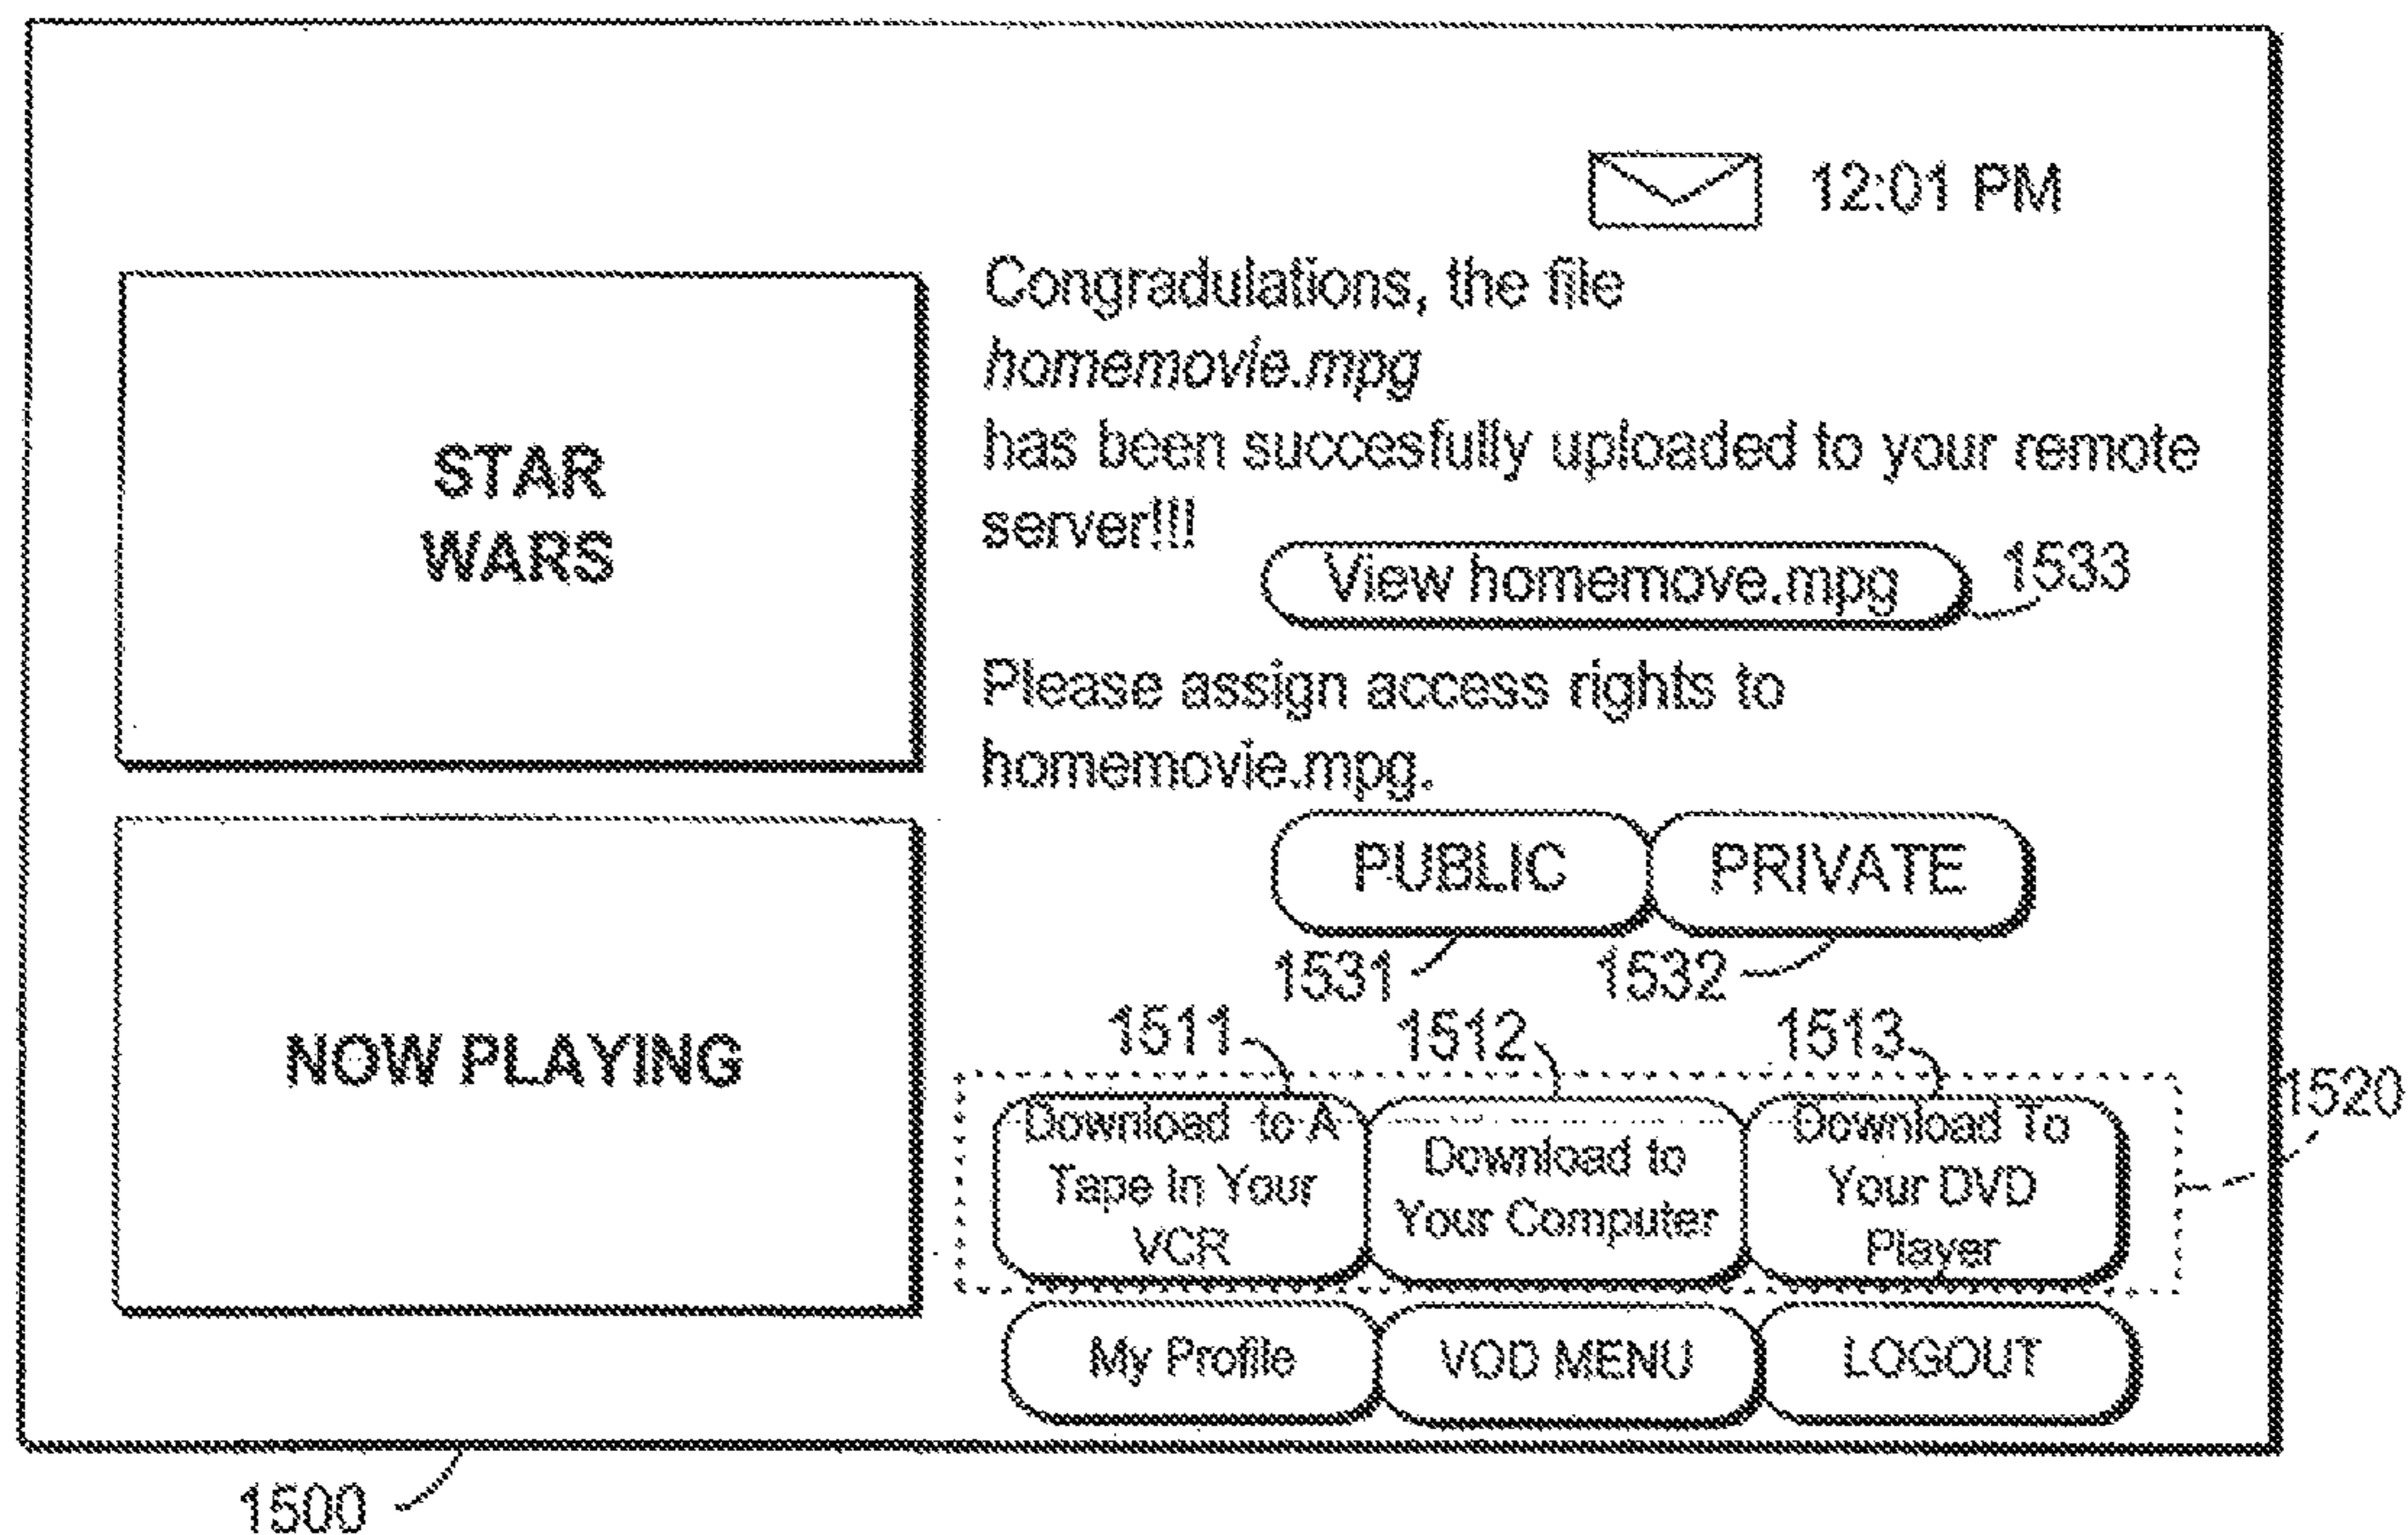 12:01 PM
STAR
WARS
Congradulations, the file
homemovie.mpg
has been succesfully uploaded to your remote
server!!!
View homemove.mpg
1533
Please assign access rights to
homemovie.mpg.
PUBLIC
PRIVATE
1531
1532
NOW PLAYING
1511
1512
1513
1520
Download to A
Tape In Your
VCR
Download to
Your Computer
Download To
Your DVD
Player
My Profile
VOD MENU
LOGOUT
1500